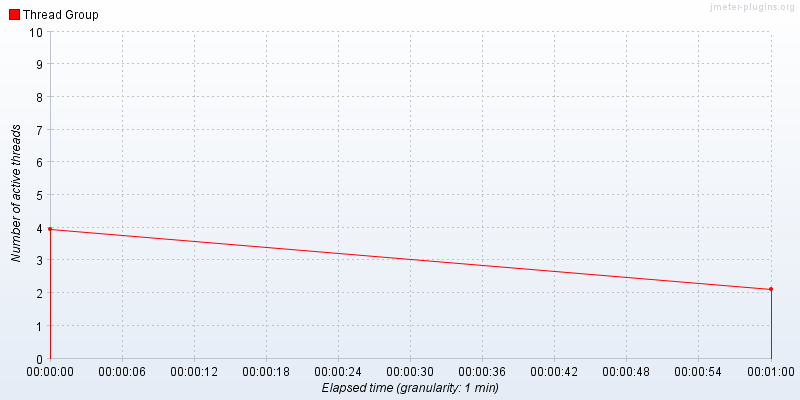 jmeter-plugins.org
Thread Group
10
9
8
7
6
5
4
3
2
1
0
Number of active threads
00:00:00 00:00:06 00:00:12 00:00:18 00:00:24 00:00:30 00:00:36 00:00:42 00:00:48 00:00:54 00:01:00
Elapsed time (granularity: 1 min)